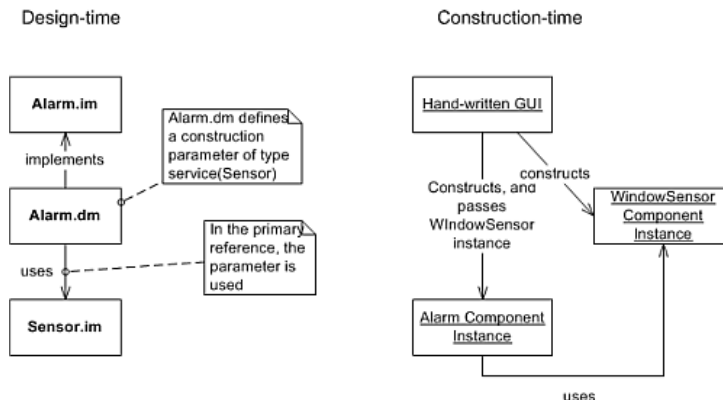 Design-time
Construction-time
Alarm.im
implements
Alarm.dm
uses
Sensor.im
Alarm.dm defines
a construction
parameter of type
service(Sensor)
In the primary
reference, the
parameter is
used
Hand-written GUI
Constructs, and
passes
WIndowSensor
instance
constructs
WindowSensor
Component
Instance
Alarm Component
Instance
uses